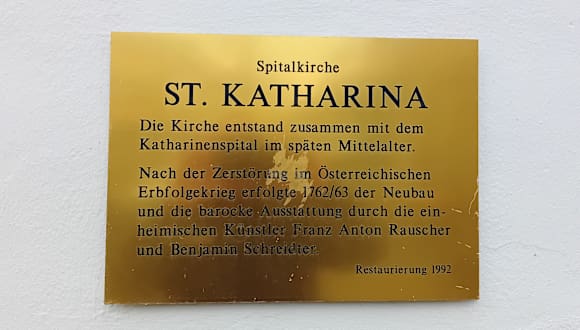 Spitalkirche
ST. KATHARINA
Die Kirche entstand zusammen mit dem
Katharinenspital im späten Mittelalter.
Nach der Zerstörung im Österreichischen
Erbfolgekrieg erfolgte 1762/63 der Neubau
und die barocke Ausstattung durch die ein-
heimischen Künstler Franz Anton Rauscher
und Benjamin Schreidter.
Restaurierung 1992